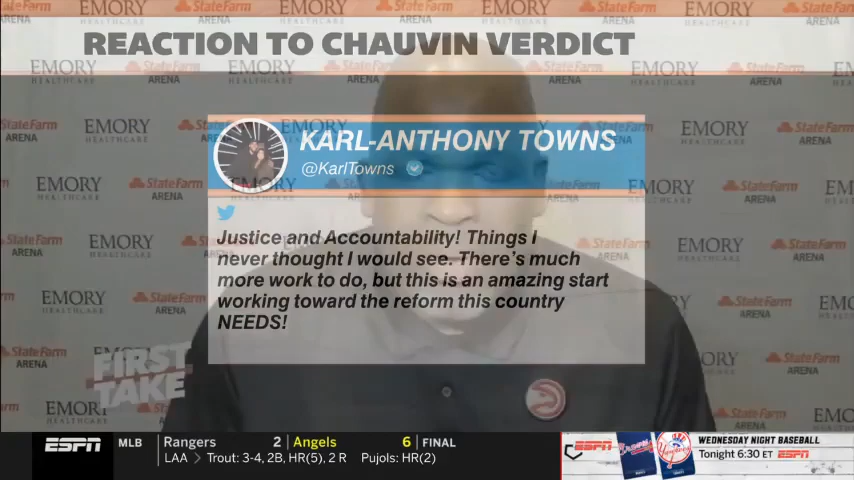 REACTION TO CHAUVIN VERDICT
KARL-ANTHONY TOWNS
@KarlTowns
Justice and Accountability! Things I
never thought I would see. There's much
more work to do, but this is an amazing start
working toward the reform this country
NEEDS!
EMORY
HEALTHCARE
StateFarm
ARENA
FIRST
TAKE
ESPN
MLB
Rangers 2
Angels 6
FINAL
LAA > Trout: 3-4, 2B, HR(5), 2 R Pujols: HR(2)
ESPN
WEDNESDAY NIGHT BASEBALL
Tonight 6:30 ET ESPN